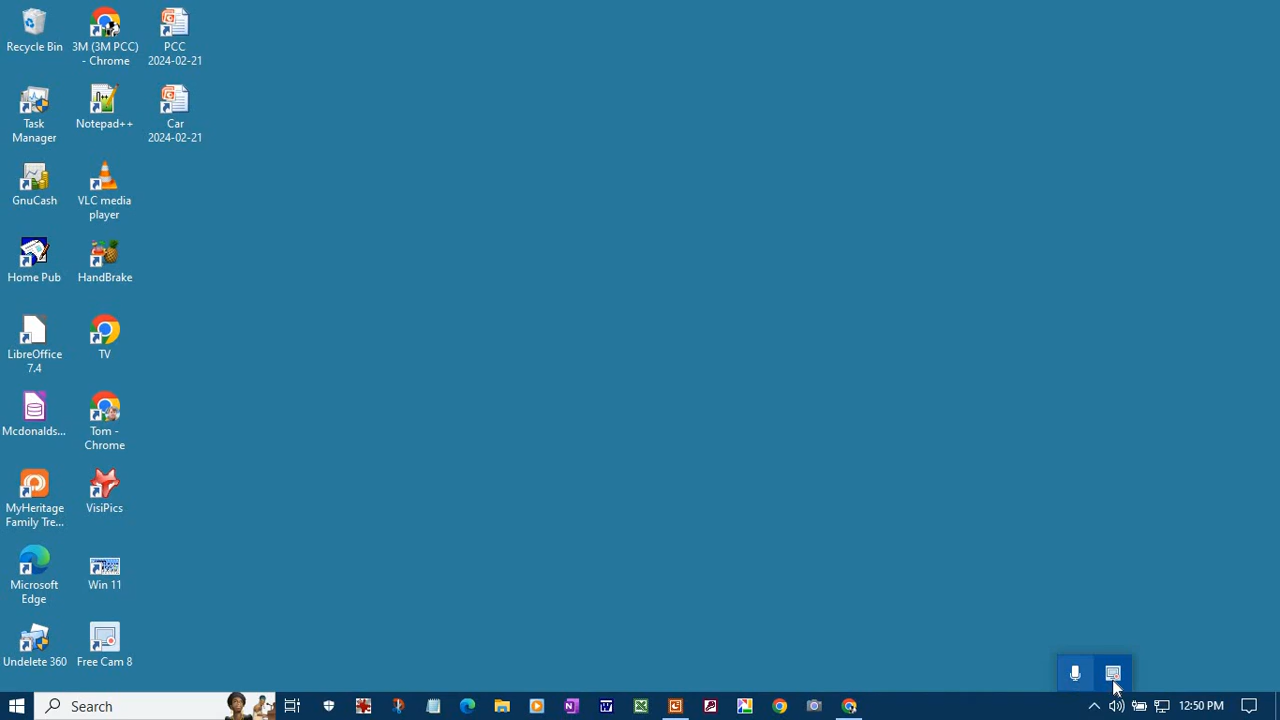 Recycle Bin
3M (3M PCC)
- Chrome
PCC
2024-02-21
Task
Manager
Notepad++
Car
2024-02-21
GnuCash
VLC media
player
Home Pub
HandBrake
LibreOffice
7.4
TV
Mcdonalds...
Tom -
Chrome
MyHeritage
Family Tre...
VisiPics
Microsoft
Edge
Win 11
Undelete 360
Free Cam 8
Search
12:50 PM